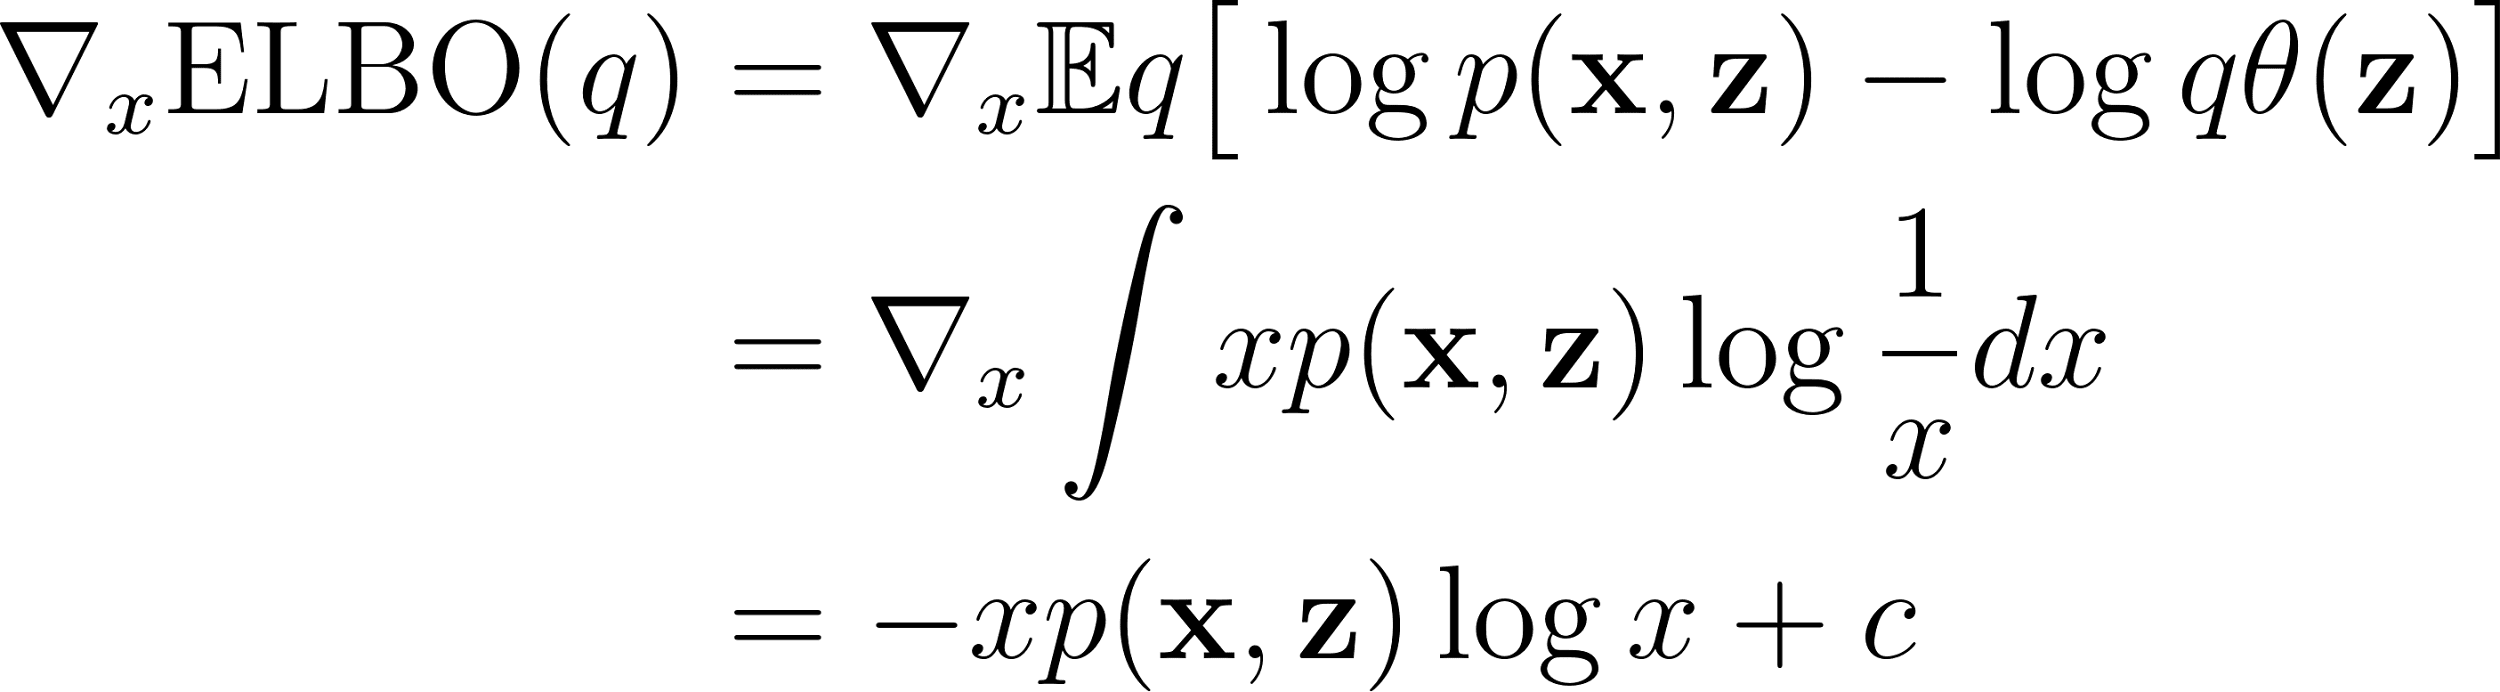 ∇ₓELBO(q) = ∇ₓ𝔼q[log p(𝐱, 𝐳) − log qθ(𝐳)]
= ∇ₓ ∫ xp(𝐱, 𝐳) log 1/x dx
= −xp(𝐱, 𝐳) log x + c